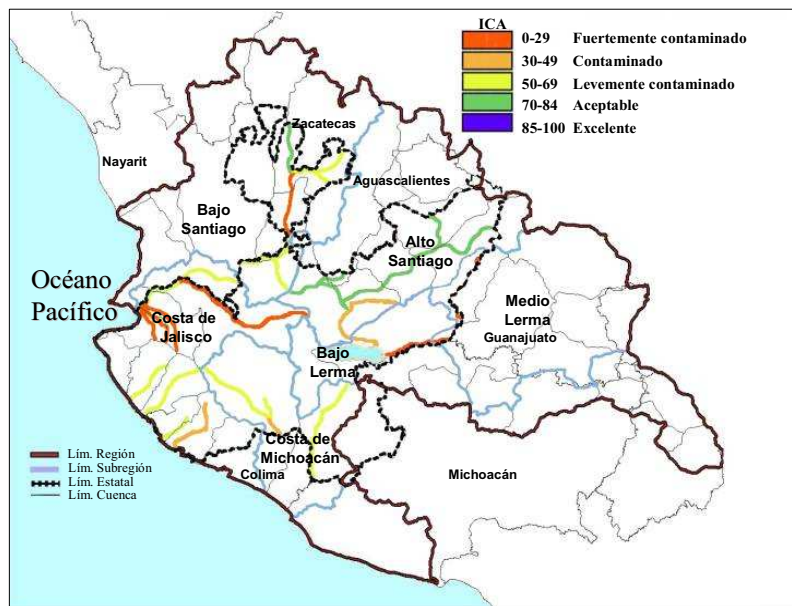 ICA
0-29 Fuertemente contaminado
30-49 Contaminado
50-69 Levemente contaminado
70-84 Aceptable
85-100 Excelente
Zacatecas
Nayarit
Aguascalientes
Bajo
Santiago
Alto
Santiago
Océano
Pacífico
Costa de
Jalisco
Medio
Lerma
Guanajuato
Bajo
Lerma
Costa de
Michoacán
Colima
Michoacán
Lím. Región
Lím. Subregión
Lím. Estatal
Lím. Cuenca